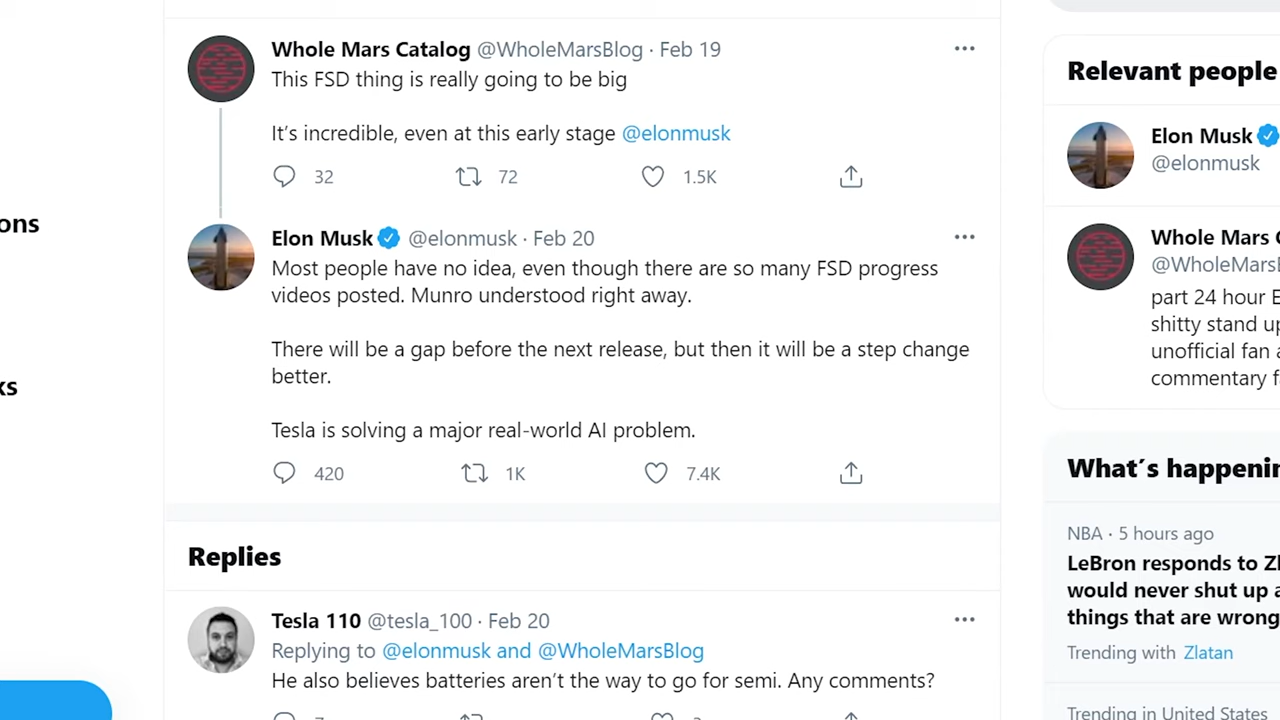 Whole Mars Catalog @WholeMarsBlog · Feb 19
This FSD thing is really going to be big
It's incredible, even at this early stage @elonmusk
32 72 1.5K
Elon Musk @elonmusk · Feb 20
Most people have no idea, even though there are so many FSD progress
videos posted. Munro understood right away.
There will be a gap before the next release, but then it will be a step change
better.
Tesla is solving a major real-world AI problem.
420 1K 7.4K
Replies
Tesla 110 @tesla_100 · Feb 20
Replying to @elonmusk and @WholeMarsBlog
He also believes batteries aren't the way to go for semi. Any comments?
ons
ks
Relevant people
Elon Musk
@elonmusk
Whole Mars
@WholeMarsB
part 24 hour E
shitty stand up
unofficial fan a
commentary fa
What´s happenin
NBA · 5 hours ago
LeBron responds to Zl
would never shut up a
things that are wrong
Trending with Zlatan
Trending in United States